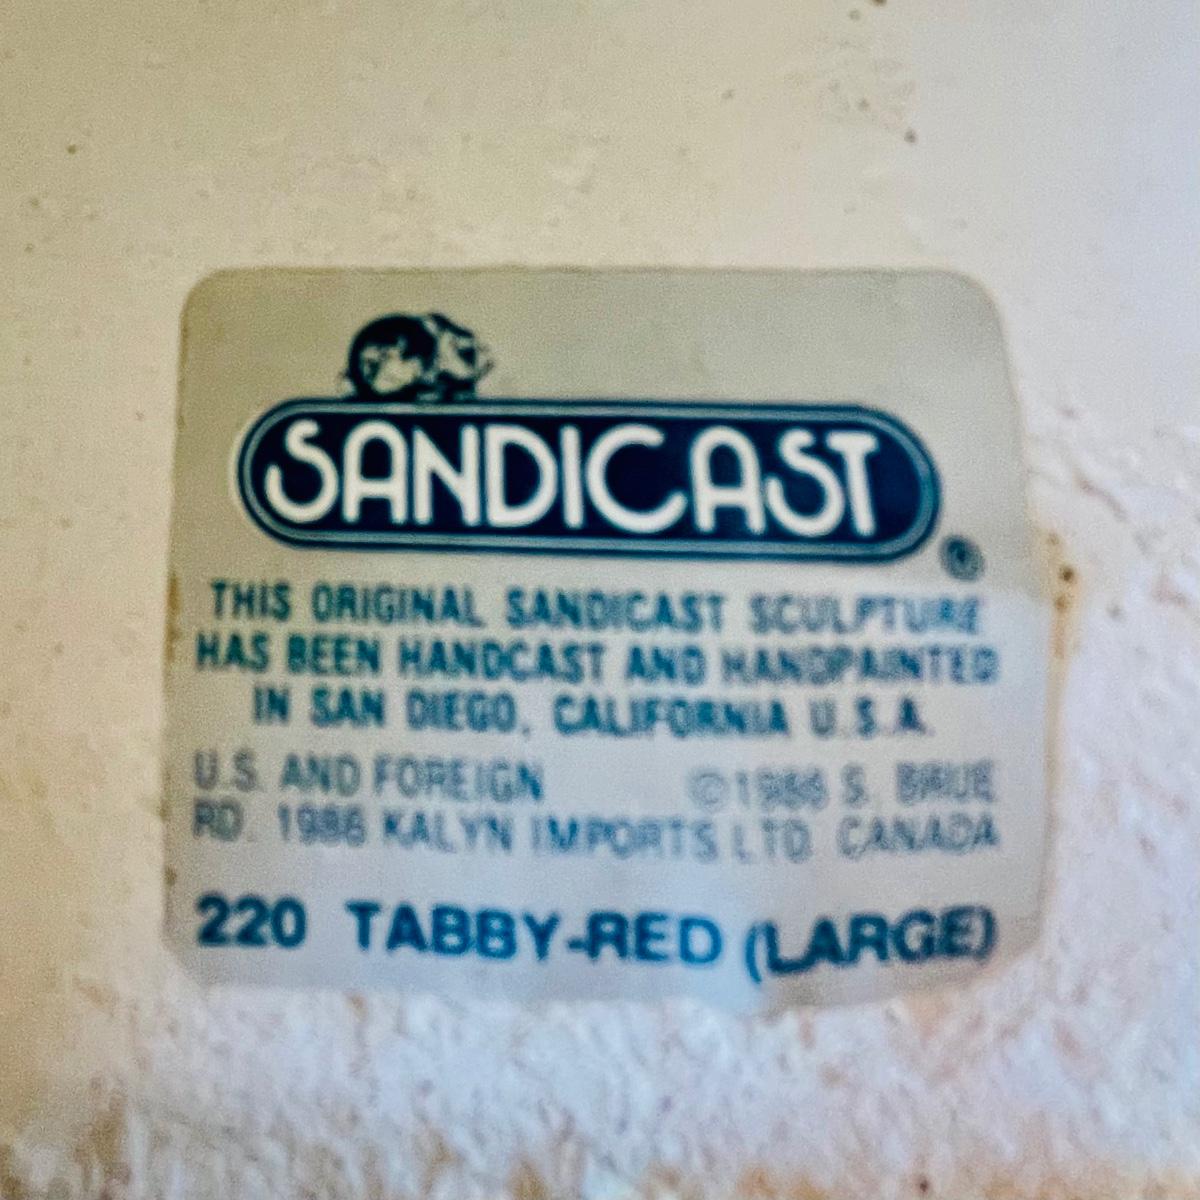 SANDICAST
®
THIS ORIGINAL SANDICAST SCULPTURE
HAS BEEN HANDCAST AND HANDPAINTED
IN SAN DIEGO, CALIFORNIA U.S.A.
U.S. AND FOREIGN ©1986 S. BRUE
RD. 1986 KALYN IMPORTS LTD. CANADA
220 TABBY-RED (LARGE)